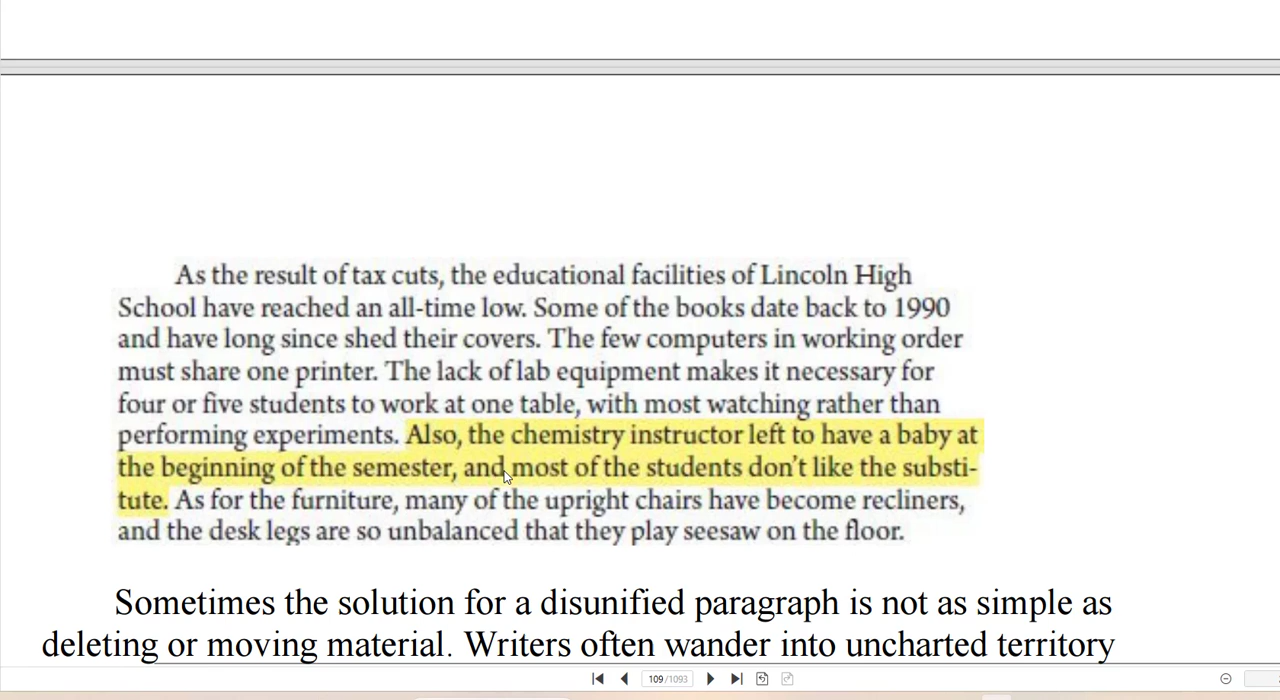 As the result of tax cuts, the educational facilities of Lincoln High
School have reached an all-time low. Some of the books date back to 1990
and have long since shed their covers. The few computers in working order
must share one printer. The lack of lab equipment makes it necessary for
four or five students to work at one table, with most watching rather than
performing experiments. Also, the chemistry instructor left to have a baby at
the beginning of the semester, and most of the students don't like the substi-
tute. As for the furniture, many of the upright chairs have become recliners,
and the desk legs are so unbalanced that they play seesaw on the floor.
Sometimes the solution for a disunified paragraph is not as simple as
deleting or moving material. Writers often wander into uncharted territory
109 /1093